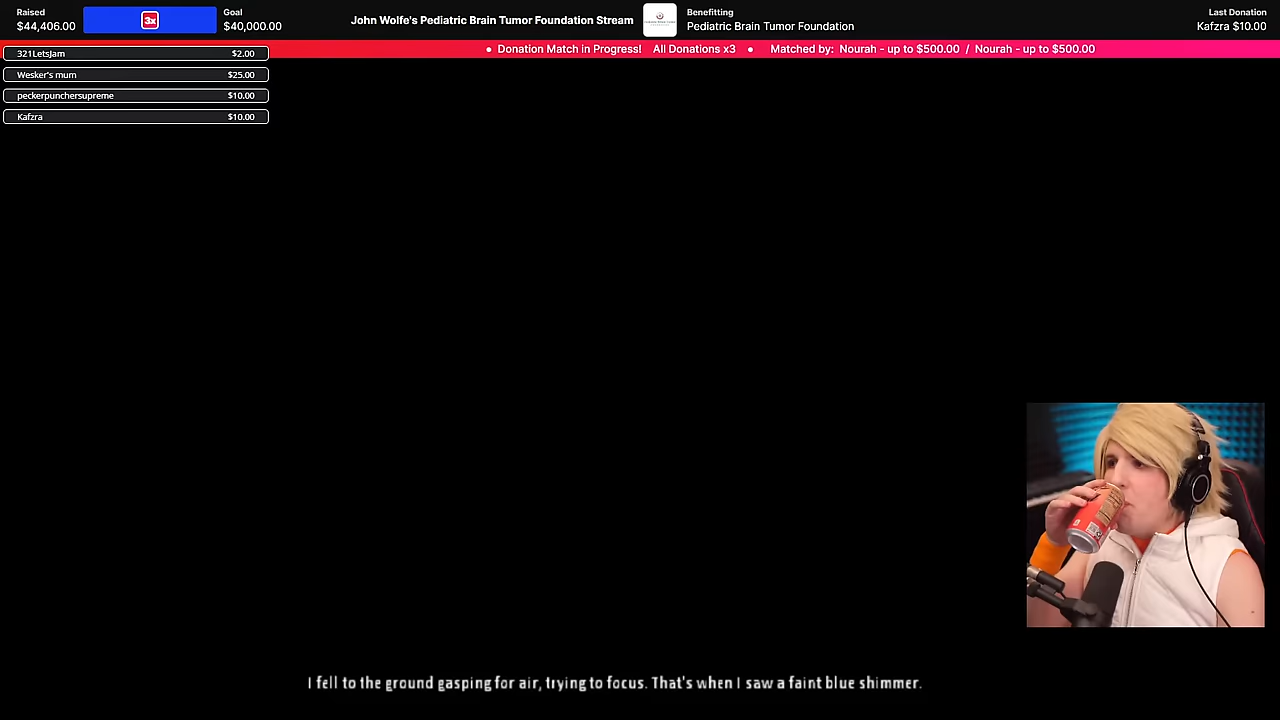 Raised
$44,406.00
3x
Goal
$40,000.00
John Wolfe's Pediatric Brain Tumor Foundation Stream
Benefitting
Pediatric Brain Tumor Foundation
Last Donation
Kafzra $10.00
• Donation Match in Progress! All Donations x3 • Matched by: Nourah - up to $500.00 / Nourah - up to $500.00
321LetsJam $2.00
Wesker's mum $25.00
peckerpunchersupreme $10.00
Kafzra $10.00
I fell to the ground gasping for air, trying to focus. That's when I saw a faint blue shimmer.